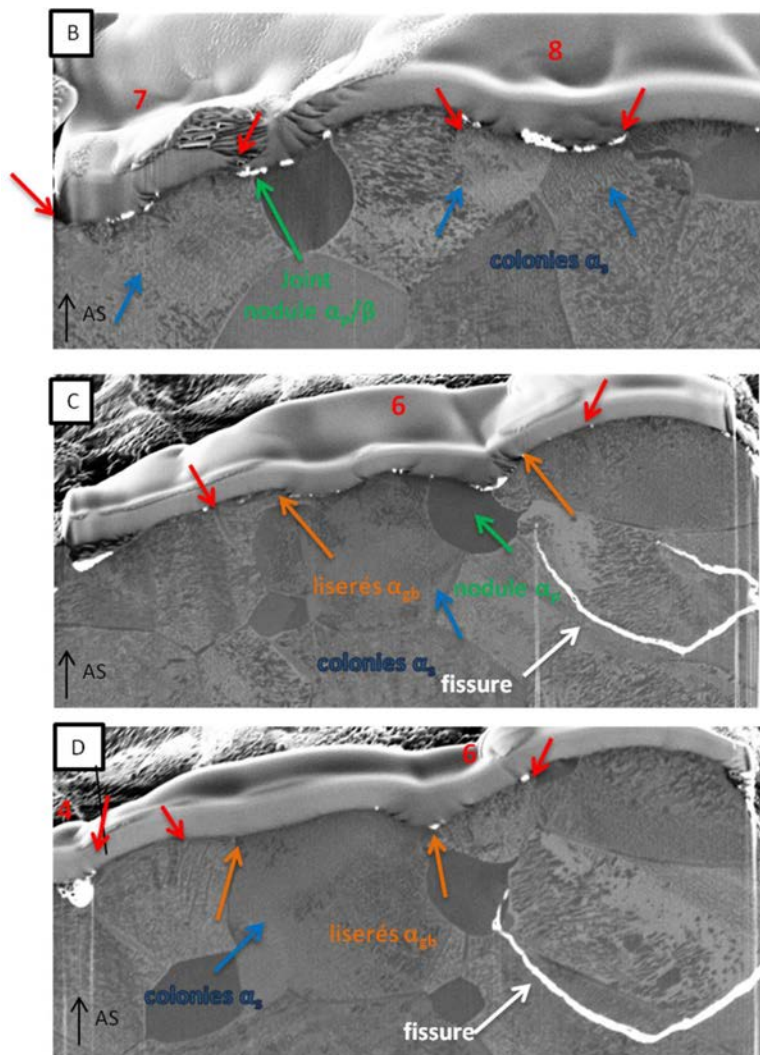 B
8
7
colonies αs
Joint
nodule αp/β
AS
C
6
liserés αgb
nodule αp
colonies αs
AS
fissure
D
6
4
liserés αgb
colonies αs
AS
fissure